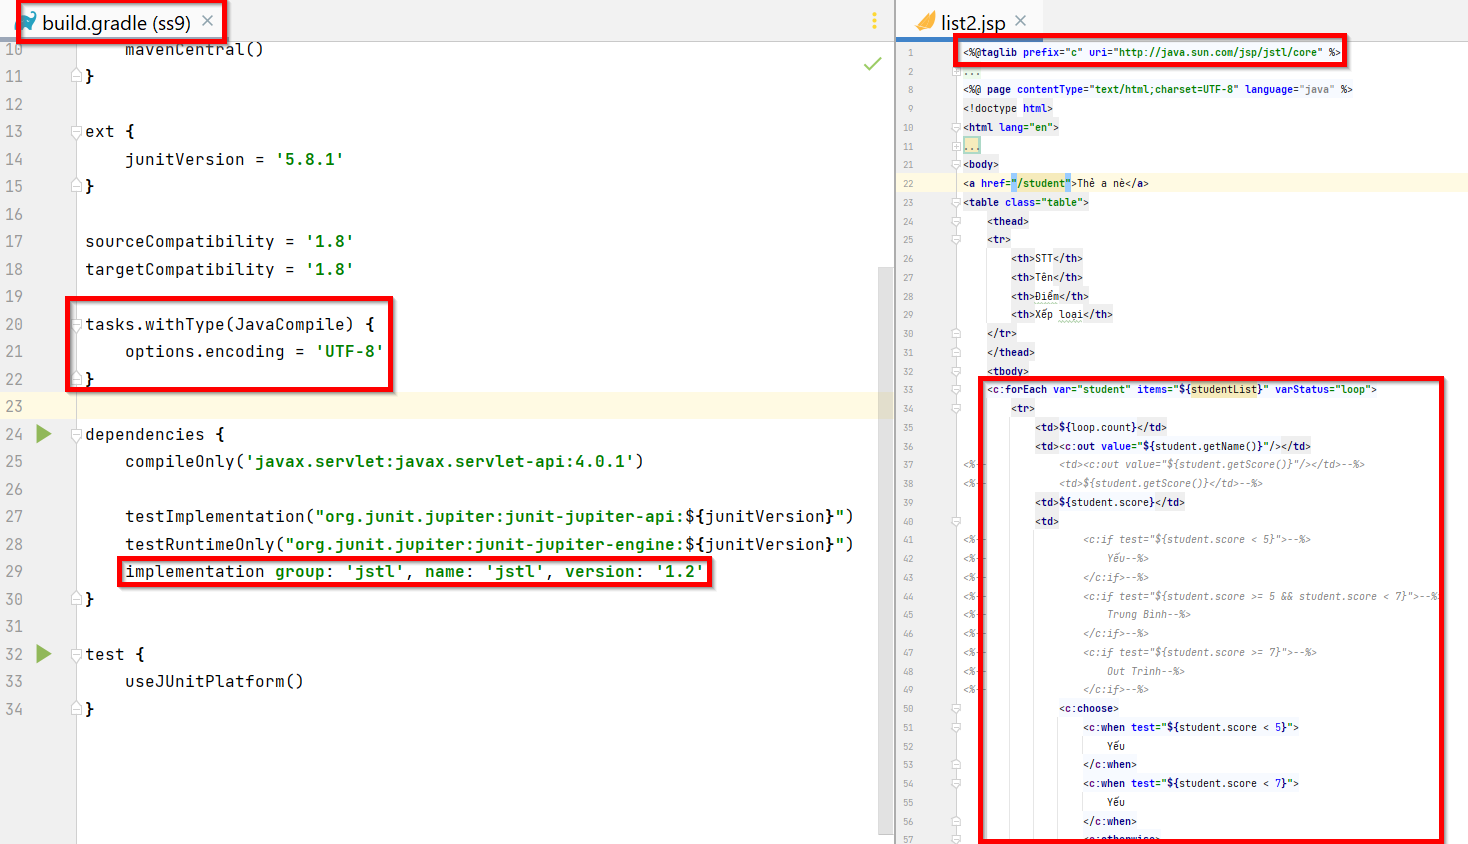 build.gradle (ss9)
10 mavenCentral()
11 }
12
13 ext {
14 junitVersion = '5.8.1'
15 }
16
17 sourceCompatibility = '1.8'
18 targetCompatibility = '1.8'
19
20 tasks.withType(JavaCompile) {
21 options.encoding = 'UTF-8'
22 }
23
24 dependencies {
25 compileOnly('javax.servlet:javax.servlet-api:4.0.1')
26
27 testImplementation("org.junit.jupiter:junit-jupiter-api:${junitVersion}")
28 testRuntimeOnly("org.junit.jupiter:junit-jupiter-engine:${junitVersion}")
29 implementation group: 'jstl', name: 'jstl', version: '1.2'
30 }
31
32 test {
33 useJUnitPlatform()
34 }
list2.jsp
1 <%@taglib prefix="c" uri="http://java.sun.com/jsp/jstl/core" %>
2 ...
8 <%@ page contentType="text/html;charset=UTF-8" language="java" %>
9 <!doctype html>
10 <html lang="en">
11 ...
21 <body>
22 <a href="/student">Thẻ a nè</a>
23 <table class="table">
24 <thead>
25 <tr>
26 <th>STT</th>
27 <th>Tên</th>
28 <th>Điểm</th>
29 <th>Xếp loại</th>
30 </tr>
31 </thead>
32 <tbody>
33 <c:forEach var="student" items="${studentList}" varStatus="loop">
34 <tr>
35 <td>${loop.count}</td>
36 <td><c:out value="${student.getName()}"/></td>
37 <%-- <td><c:out value="${student.getScore()}"/></td>--%>
38 <%-- <td>${student.getScore()}</td>--%>
39 <td>${student.score}</td>
40 <td>
41 <%-- <c:if test="${student.score < 5}">--%>
42 <%-- Yếu--%>
43 <%-- </c:if>--%>
44 <%-- <c:if test="${student.score >= 5 && student.score < 7}">--%>
45 <%-- Trung Bình--%>
46 <%-- </c:if>--%>
47 <%-- <c:if test="${student.score >= 7}">--%>
48 <%-- Out Trình--%>
49 <%-- </c:if>--%>
50 <c:choose>
51 <c:when test="${student.score < 5}">
52 Yếu
53 </c:when>
54 <c:when test="${student.score < 7}">
55 Yếu
56 </c:when>
57 <c:otherwise>